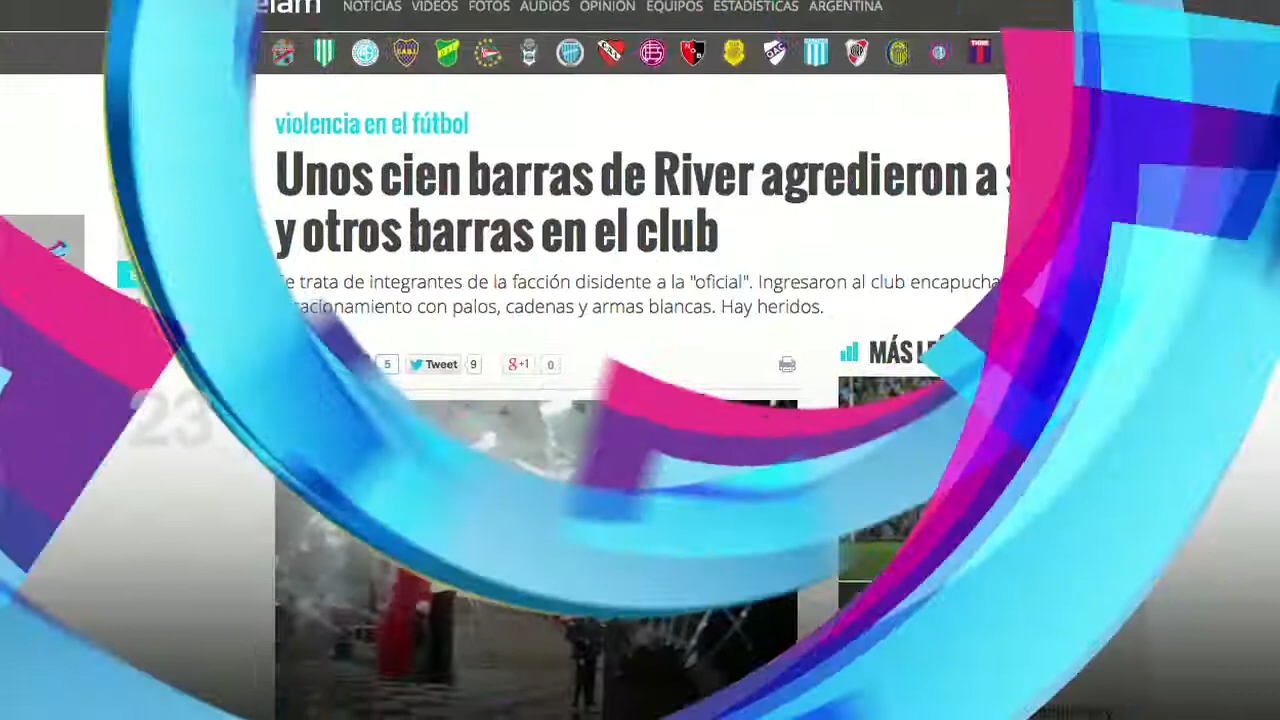 NOTICIAS VIDEOS FOTOS AUDIOS OPINIÓN EQUIPOS ESTADÍSTICAS ARGENTINA
violencia en el fútbol
Unos cien barras de River agredieron a
y otros barras en el club
trata de integrantes de la facción disidente a la "oficial". Ingresaron al club
con palos, cadenas y armas blancas. Hay heridos.
5 Tweet 9 g+1 0
MÁS
23